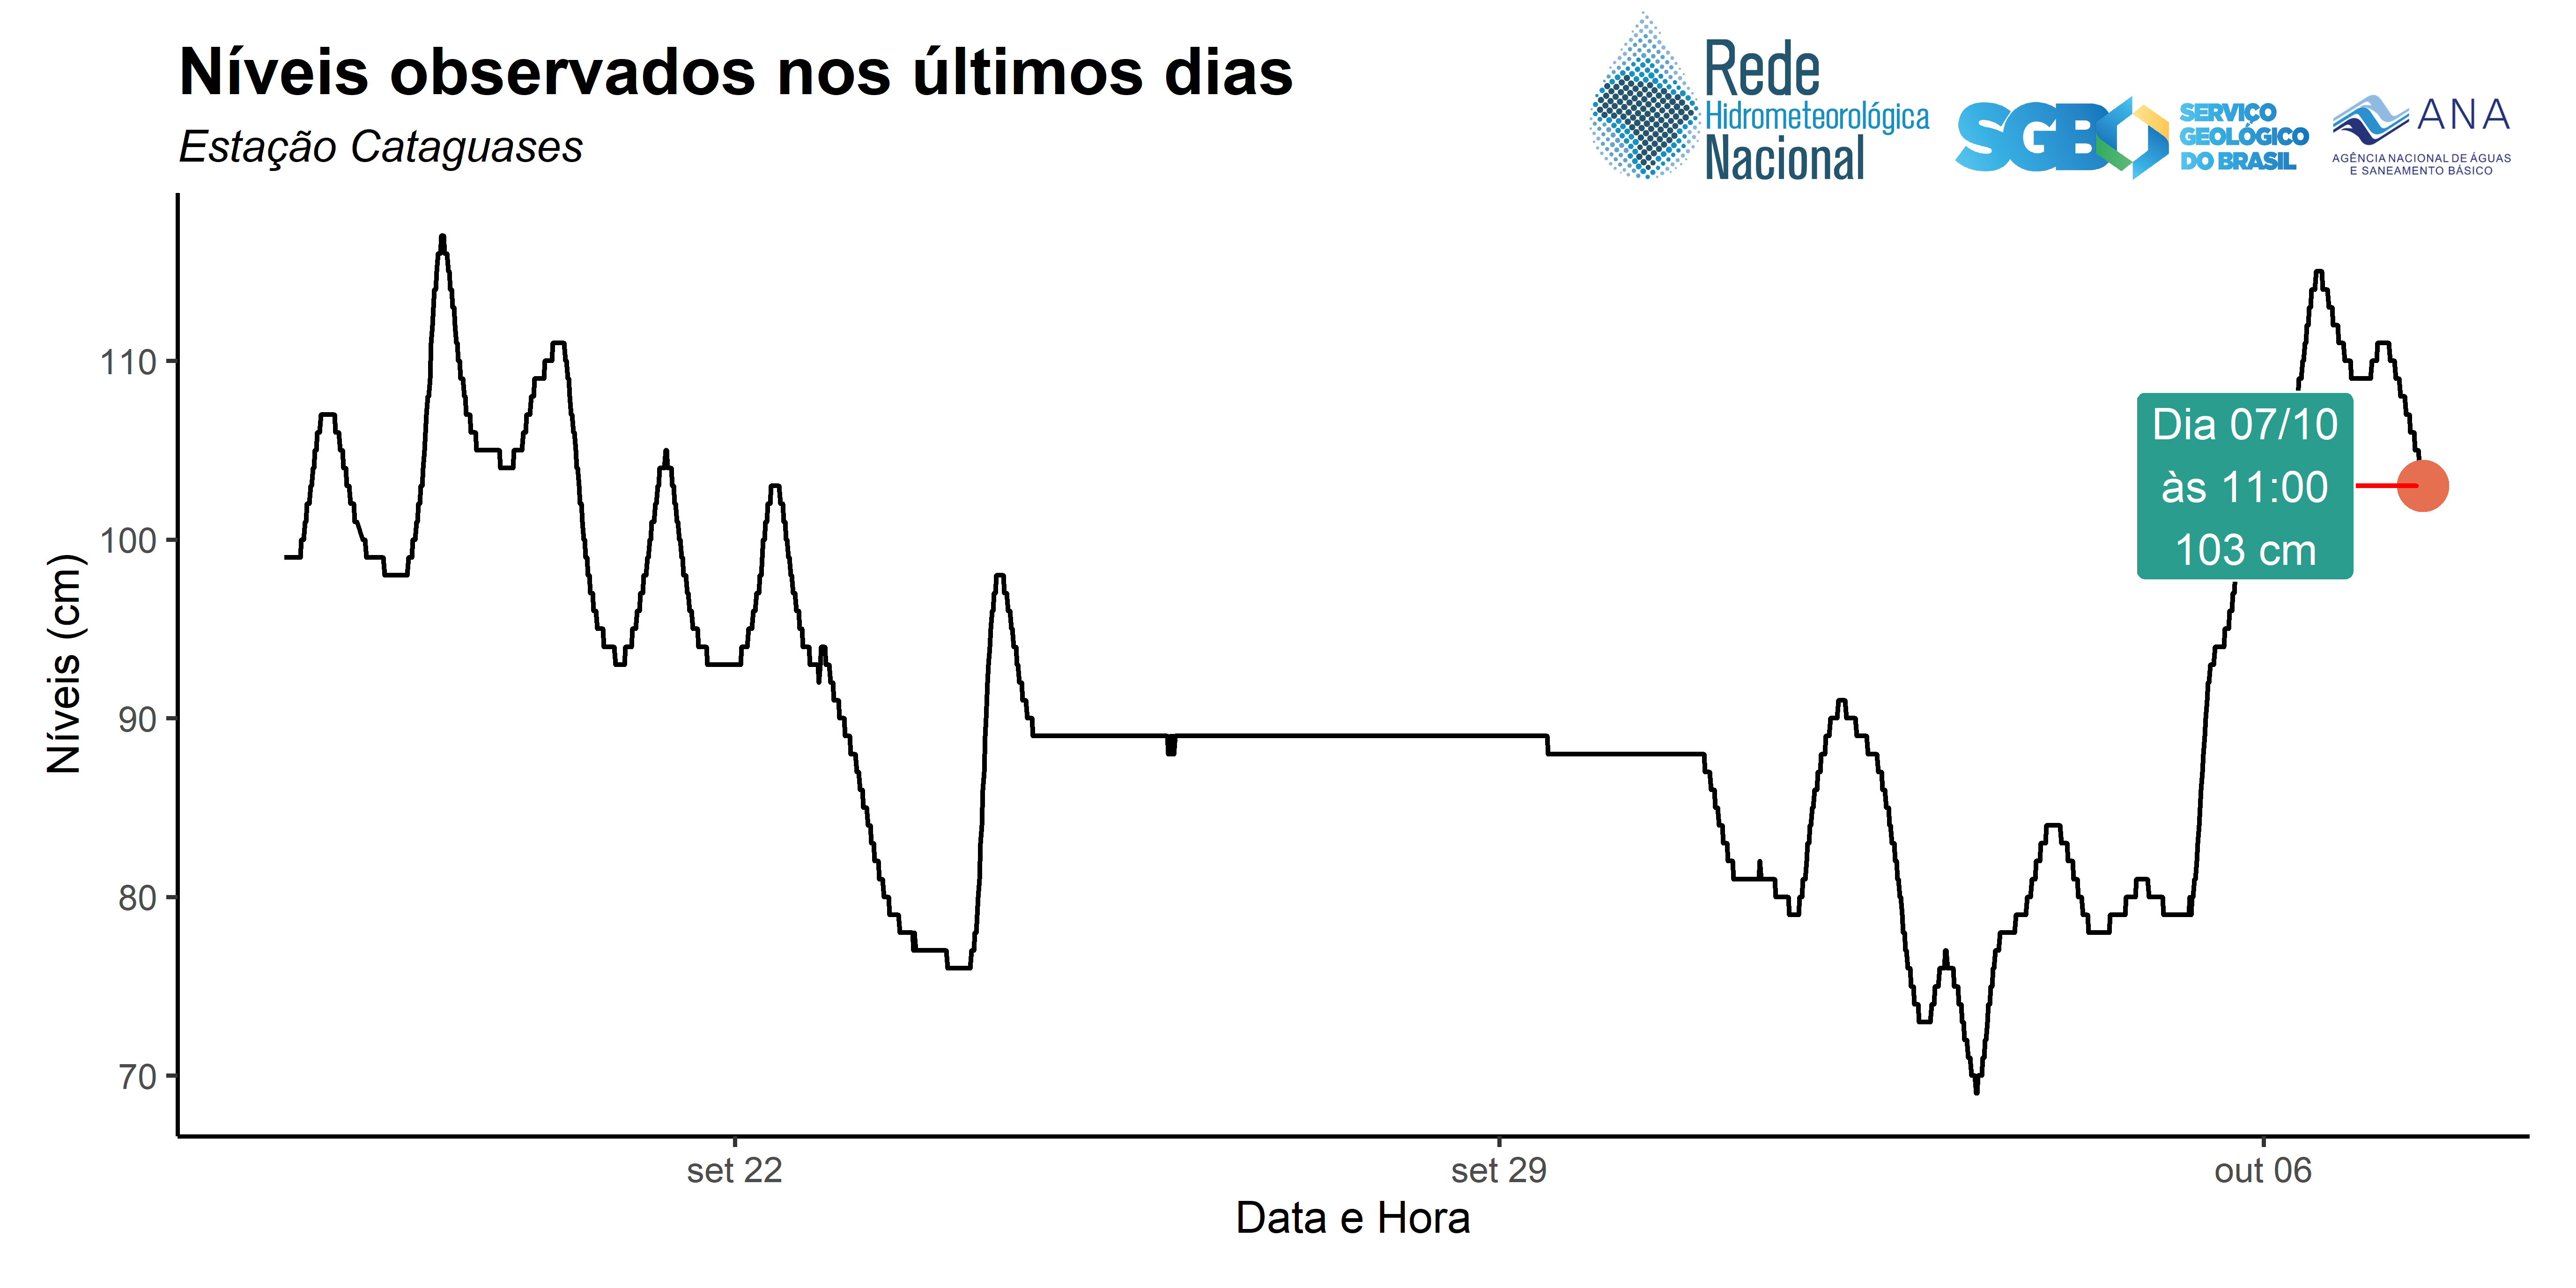 Níveis observados nos últimos dias
Estação Cataguases
Rede
Hidrometeorológica
Nacional
SGB
SERVIÇO
GEOLÓGICO
DO BRASIL
ANA
AGÊNCIA NACIONAL DE ÁGUAS
E SANEAMENTO BÁSICO
Níveis (cm)
110
100
90
80
70
Dia 07/10
às 11:00
103 cm
set 22
set 29
out 06
Data e Hora